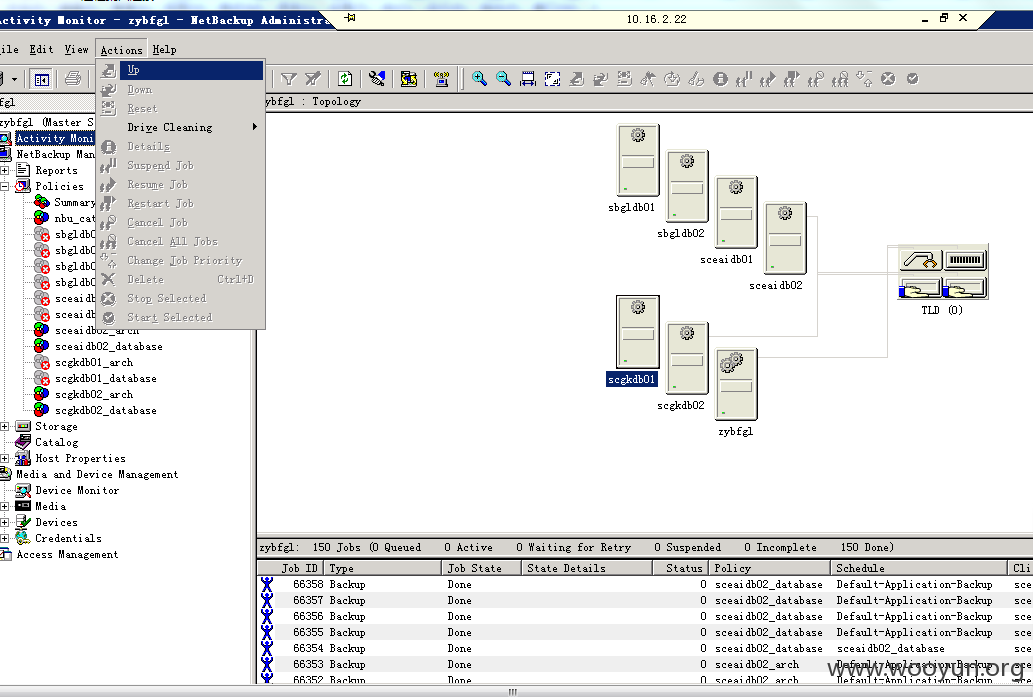 Activity Monitor - zybfgl - NetBackup Administra
10.16.2.22
ile Edit View Actions Help
Up
Down
Reset
Drive Cleaning
Details
Suspend Job
Resume Job
Restart Job
Cancel Job
Cancel All Jobs
Change Job Priority
Delete Ctrl+D
Stop Selected
Start Selected
fgl
ybfgl : Topology
zybfgl (Master S
Activity Moni
NetBackup Man
Reports
Policies
Summary
nbu_cat
sbgldb0
sbgldb0
sbgldb0
sbgldb0
sceaidb
sceaidb
sceaidb02_arch
sceaidb02_database
scgkdb01_arch
scgkdb01_database
scgkdb02_arch
scgkdb02_database
Storage
Catalog
Host Properties
Media and Device Management
Device Monitor
Media
Devices
Credentials
Access Management
sbgldb01
sbgldb02
sceaidb01
sceaidb02
TLD (0)
scgkdb01
scgkdb02
zybfgl
zybfgl: 150 Jobs (0 Queued 0 Active 0 Waiting for Retry 0 Suspended 0 Incomplete 150 Done)
Job ID Type Job State State Details Status Policy Schedule Cli
66358 Backup Done 0 sceaidb02_database Default-Application-Backup sce
66357 Backup Done 0 sceaidb02_database Default-Application-Backup sce
66356 Backup Done 0 sceaidb02_database Default-Application-Backup sce
66355 Backup Done 0 sceaidb02_database Default-Application-Backup sce
66354 Backup Done 0 sceaidb02_database sceaidb02_database sce
66353 Backup Done 0 sceaidb02_arch Default-Application-Backup sce
66352 Backup Done 0 sceaidb02_arch Default-Application-Backup sce
www.wooyun.org